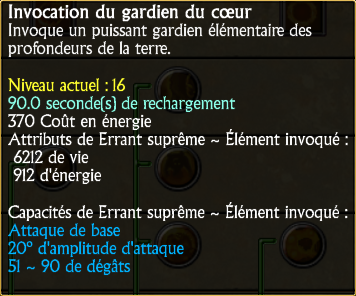 Invocation du gardien du cœur
Invoque un puissant gardien élémentaire des
profondeurs de la terre.
Niveau actuel : 16
90.0 seconde(s) de rechargement
370 Coût en énergie
Attributs de Errant suprême ~ Élément invoqué :
6212 de vie
912 d'énergie
Capacités de Errant suprême ~ Élément invoqué :
Attaque de base
20° d'amplitude d'attaque
51 ~ 90 de dégâts